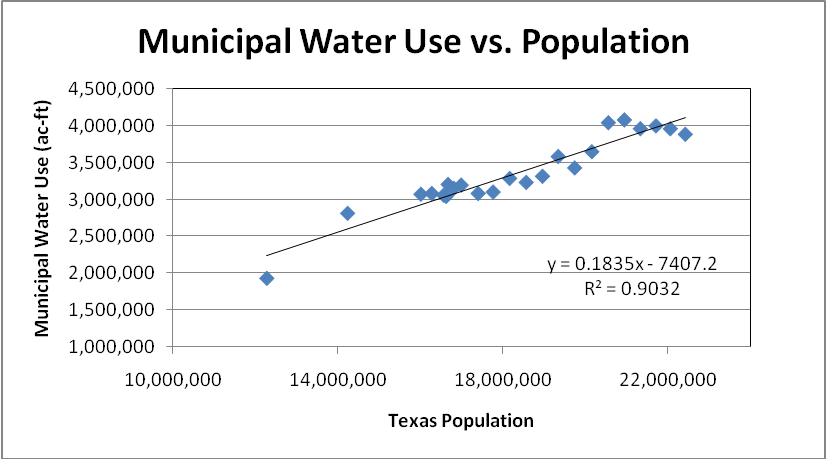 Municipal Water Use vs. Population
Municipal Water Use (ac-ft)
4,500,000
4,000,000
3,500,000
3,000,000
2,500,000
2,000,000
1,500,000
1,000,000
y = 0.1835x - 7407.2
R² = 0.9032
10,000,000 14,000,000 18,000,000 22,000,000
Texas Population